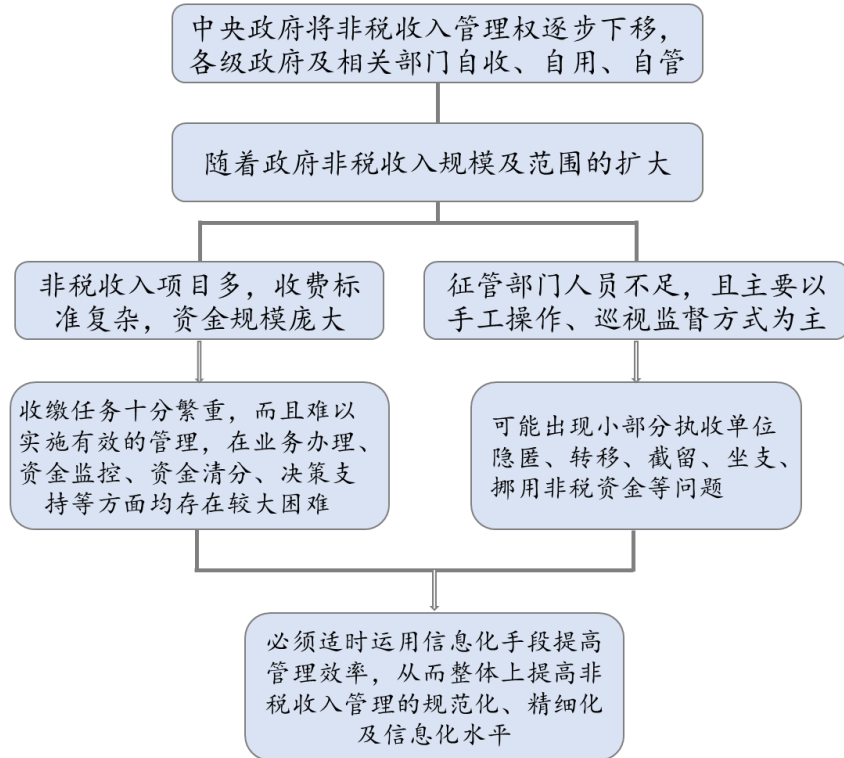 中央政府将非税收入管理权逐步下移，
各级政府及相关部门自收、自用、自管
随着政府非税收入规模及范围的扩大
非税收入项目多，收费标
准复杂，资金规模庞大
征管部门人员不足，且主要以
手工操作、巡视监督方式为主
收缴任务十分繁重，而且难以
实施有效的管理，在业务办理、
资金监控、资金清分、决策支
持等方面均存在较大困难
可能出现小部分执收单位
隐匿、转移、截留、坐支、
挪用非税资金等问题
必须适时运用信息化手段提高
管理效率，从而整体上提高非
税收入管理的规范化、精细化
及信息化水平